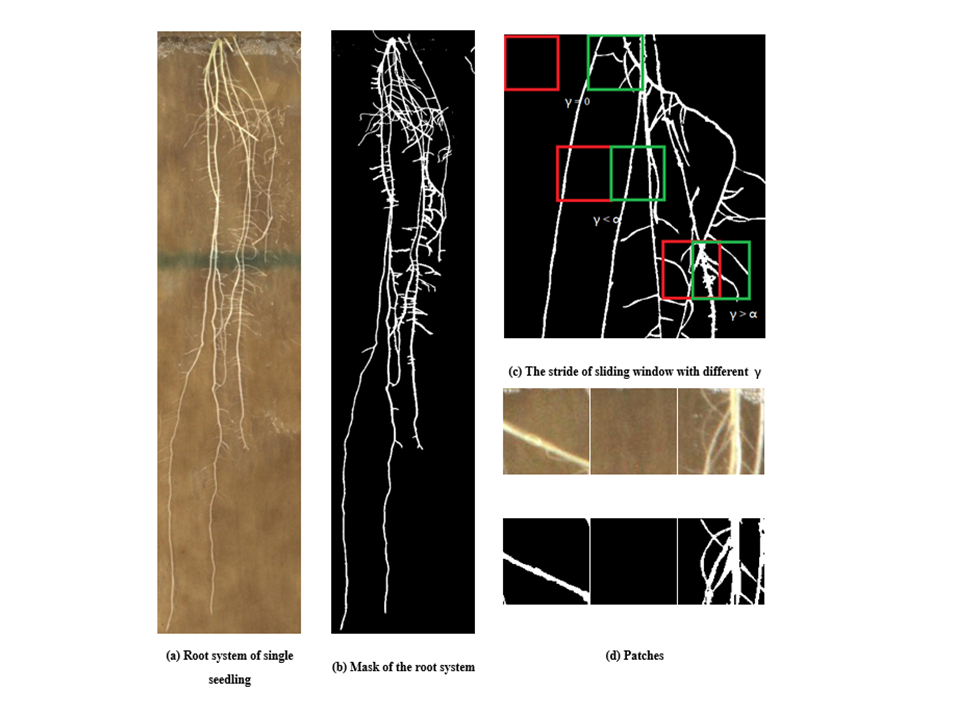 γ = 0
γ < α
γ > α
(c) The stride of sliding window with different γ
(a) Root system of single
seedling
(b) Mask of the root system
(d) Patches